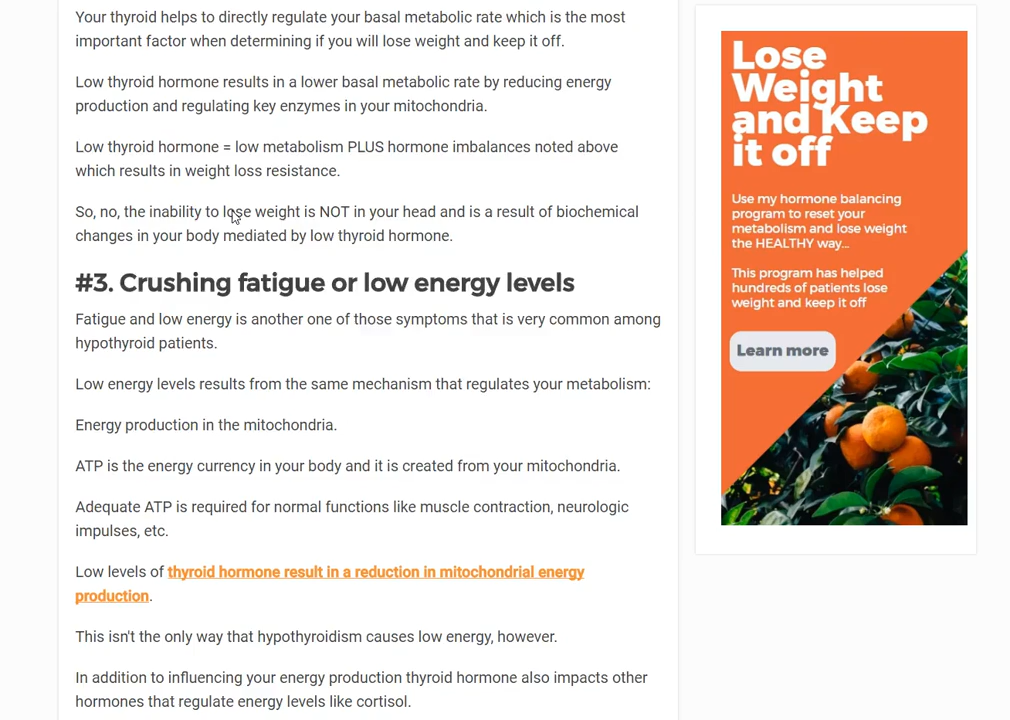 Your thyroid helps to directly regulate your basal metabolic rate which is the most
important factor when determining if you will lose weight and keep it off.
Low thyroid hormone results in a lower basal metabolic rate by reducing energy
production and regulating key enzymes in your mitochondria.
Low thyroid hormone = low metabolism PLUS hormone imbalances noted above
which results in weight loss resistance.
So, no, the inability to lose weight is NOT in your head and is a result of biochemical
changes in your body mediated by low thyroid hormone.
#3. Crushing fatigue or low energy levels
Fatigue and low energy is another one of those symptoms that is very common among
hypothyroid patients.
Low energy levels results from the same mechanism that regulates your metabolism:
Energy production in the mitochondria.
ATP is the energy currency in your body and it is created from your mitochondria.
Adequate ATP is required for normal functions like muscle contraction, neurologic
impulses, etc.
Low levels of thyroid hormone result in a reduction in mitochondrial energy
production.
This isn't the only way that hypothyroidism causes low energy, however.
In addition to influencing your energy production thyroid hormone also impacts other
hormones that regulate energy levels like cortisol.
Lose
Weight
and Keep
it off
Use my hormone balancing
program to reset your
metabolism and lose weight
the HEALTHY way...
This program has helped
hundreds of patients lose
weight and keep it off
Learn more